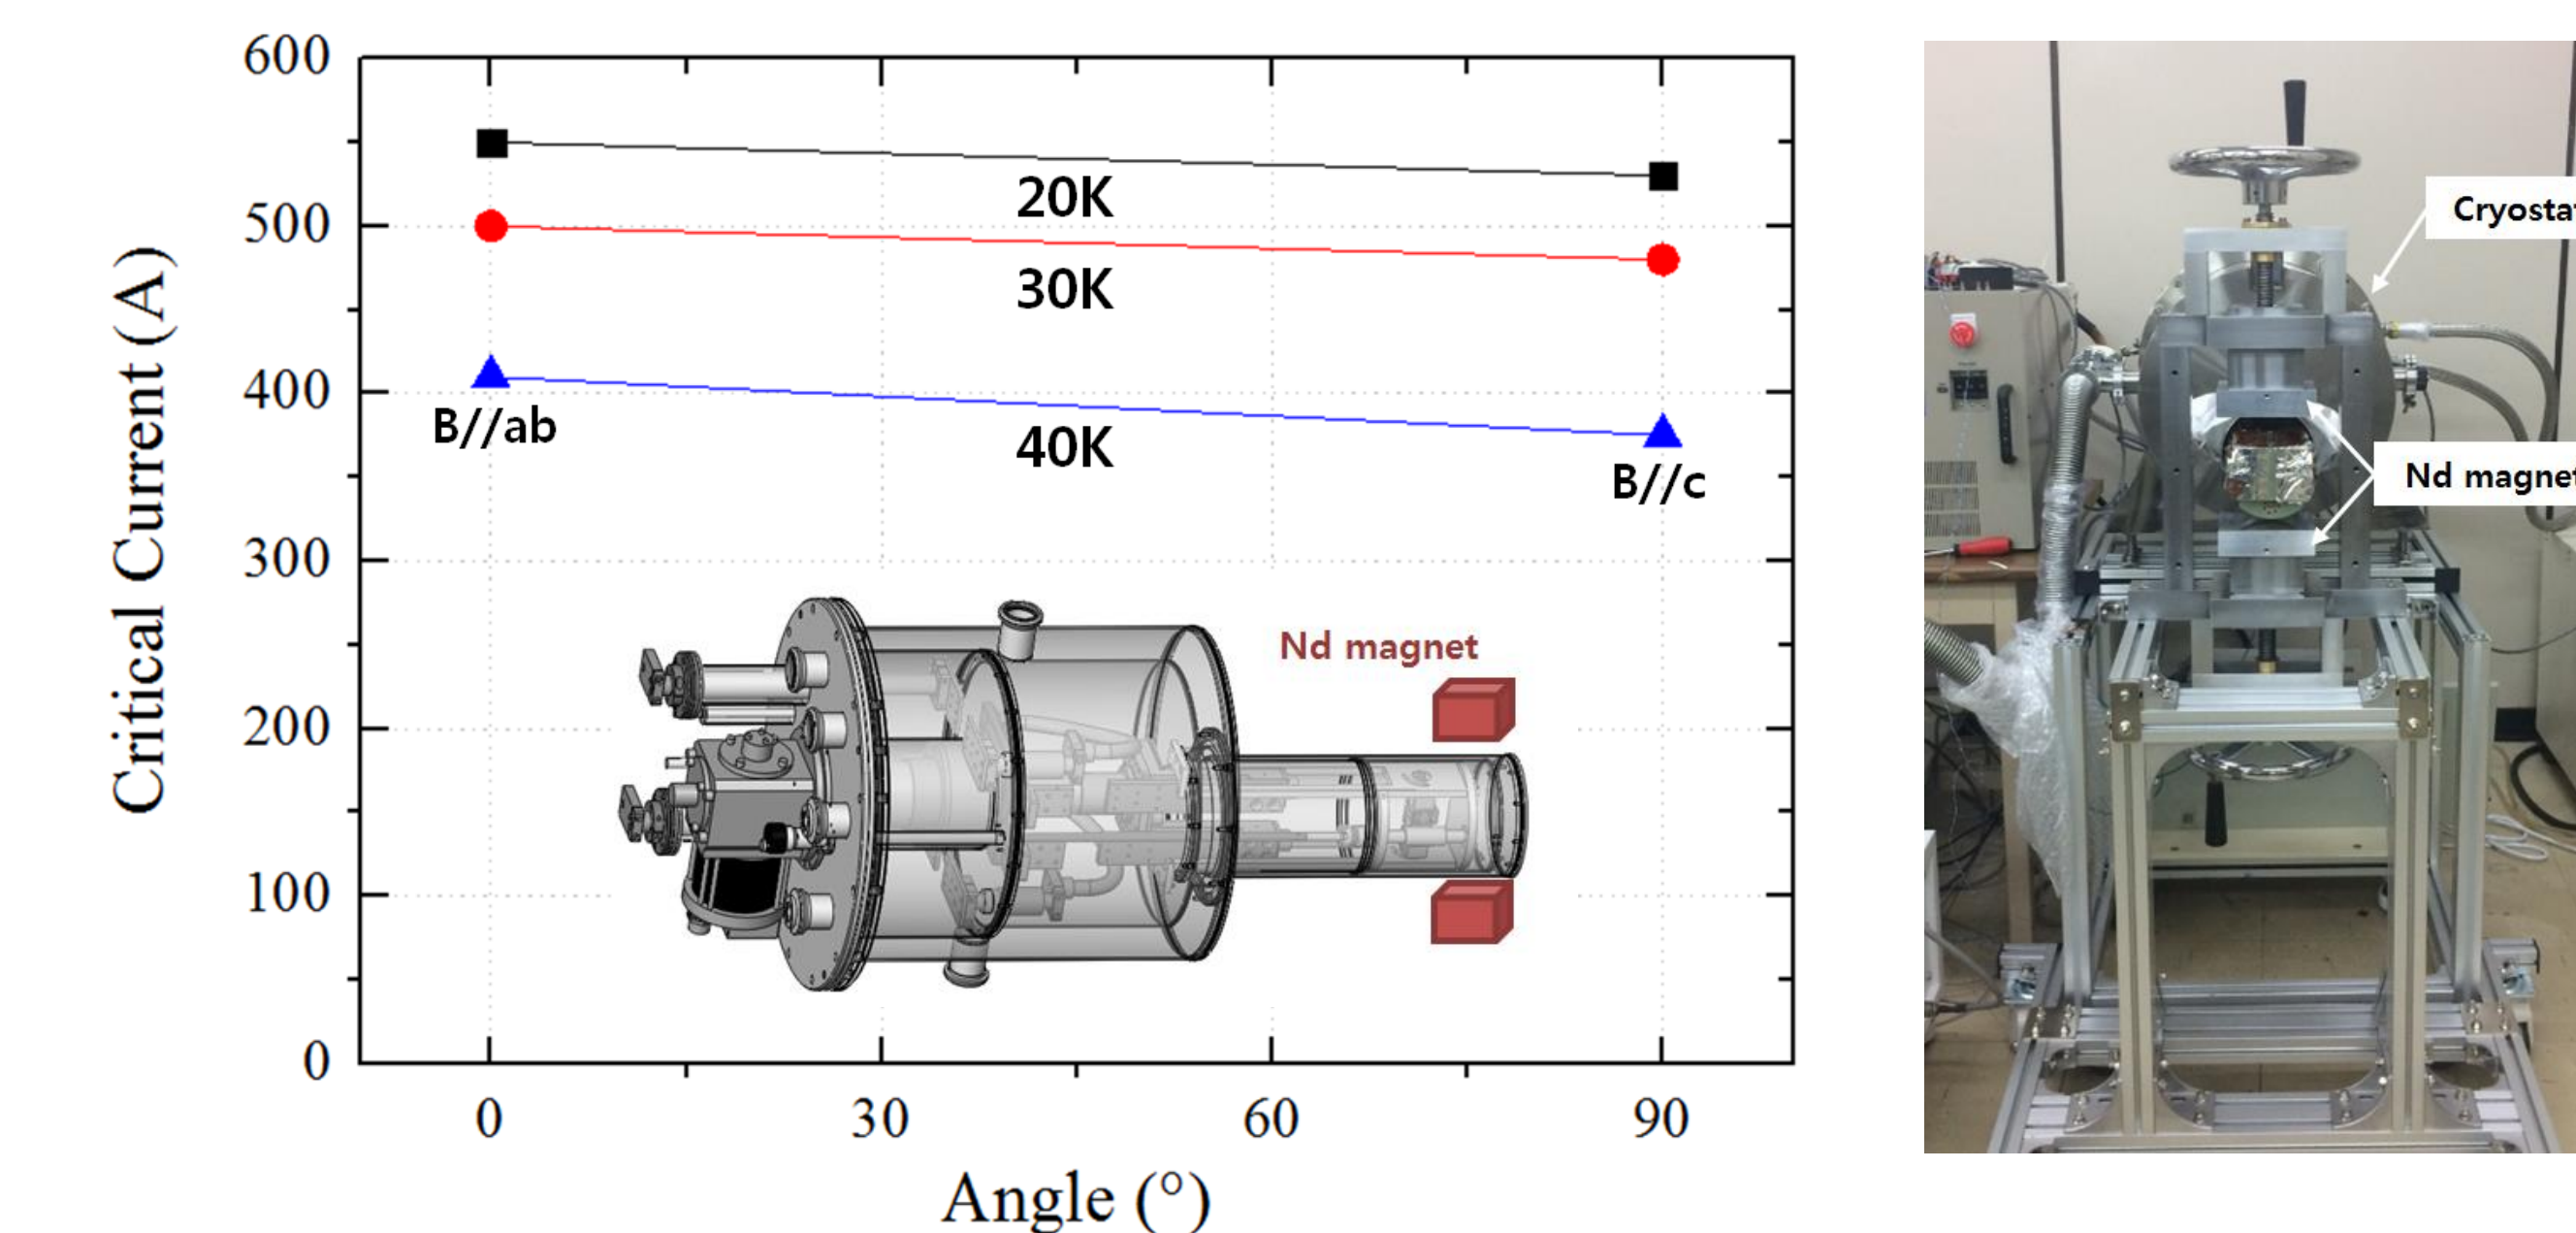 600
500
400
300
200
100
0
Critical Current (A)
20K
30K
40K
B//ab
B//c
Nd magnet
0 30 60 90
Angle (°)
Cryosta
Nd magne